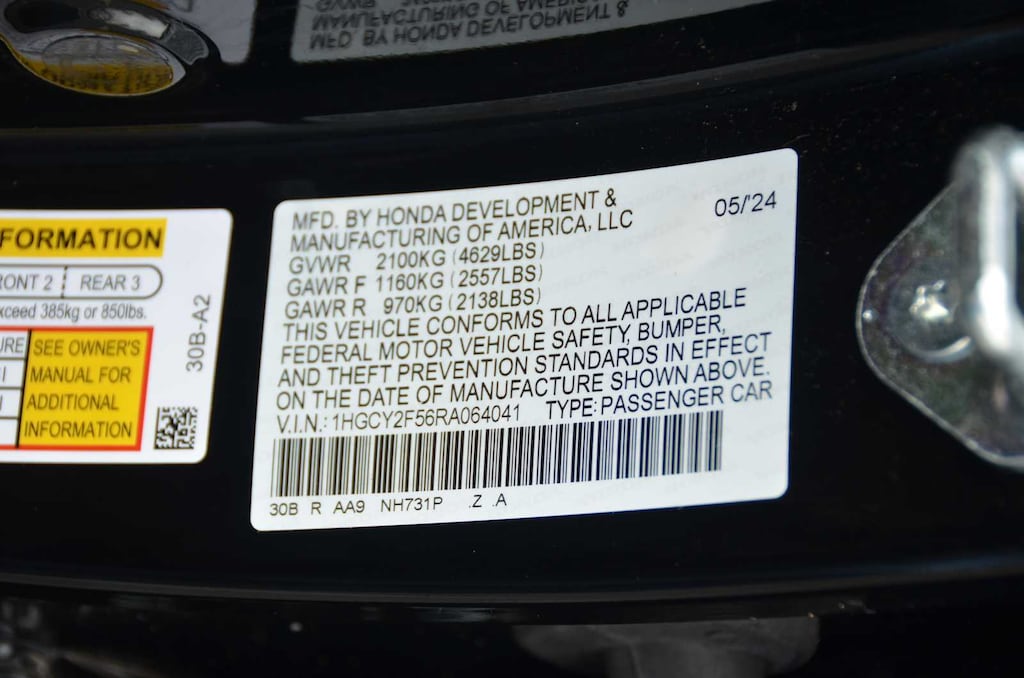 FORMATION
RONT 2 REAR 3
xceed 385kg or 850lbs.
SEE OWNER'S
MANUAL FOR
ADDITIONAL
INFORMATION
30B-A2
MFD. BY HONDA DEVELOPMENT &
MANUFACTURING OF AMERICA, LLC
05/'24
GVWR 2100KG (4629LBS)
GAWR F 1160KG (2557LBS)
GAWR R 970KG (2138LBS)
THIS VEHICLE CONFORMS TO ALL APPLICABLE
FEDERAL MOTOR VEHICLE SAFETY, BUMPER,
AND THEFT PREVENTION STANDARDS IN EFFECT
ON THE DATE OF MANUFACTURE SHOWN ABOVE.
V.I.N.: 1HGCY2F56RA064041 TYPE: PASSENGER CAR
30B R AA9 NH731P .Z .A